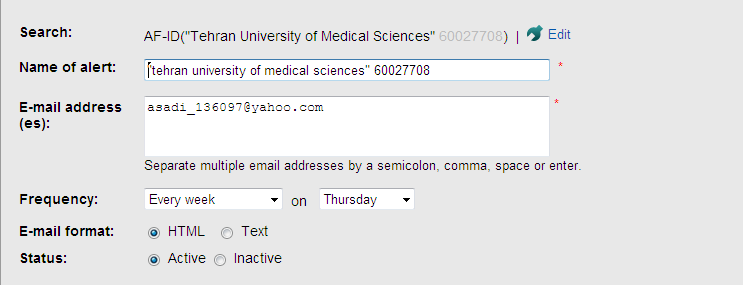 Search: AF-ID("Tehran University of Medical Sciences" 60027708) | Edit
Name of alert: "tehran university of medical sciences" 60027708 *
E-mail address asadi_136097@yahoo.com *
(es):
Separate multiple email addresses by a semicolon, comma, space or enter.
Frequency: Every week on Thursday
E-mail format: HTML Text
Status: Active Inactive